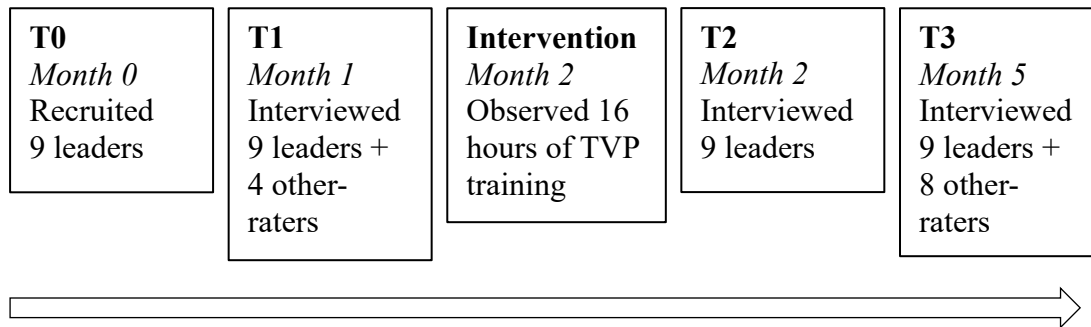 T0
Month 0
Recruited
9 leaders
T1
Month 1
Interviewed
9 leaders +
4 other-
raters
Intervention
Month 2
Observed 16
hours of TVP
training
T2
Month 2
Interviewed
9 leaders
T3
Month 5
Interviewed
9 leaders +
8 other-
raters